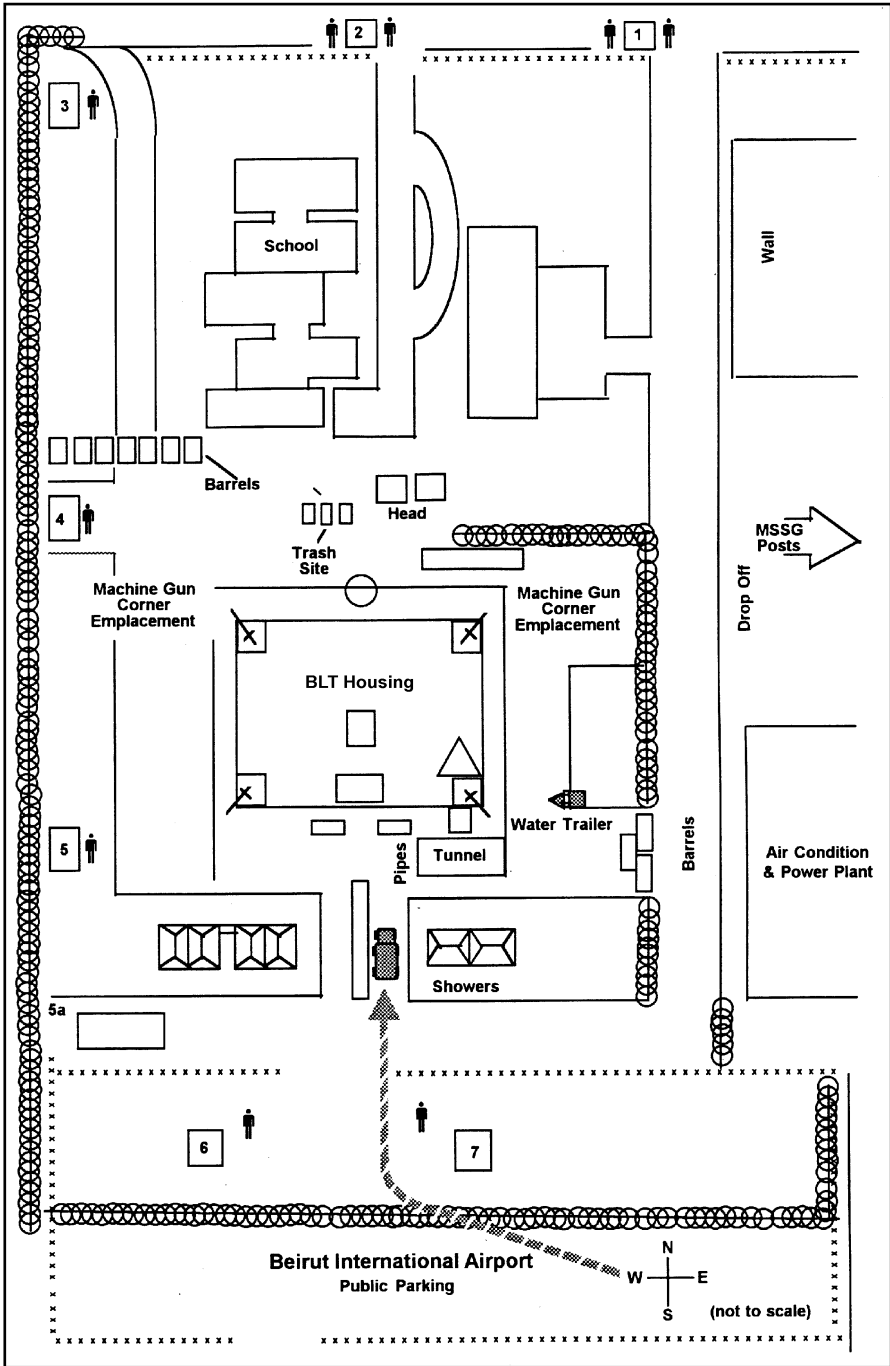 2
1
3
School
Wall
Barrels
Head
4
Trash
Site
MSSG
Posts
Machine Gun
Corner
Emplacement
Machine Gun
Corner
Emplacement
Drop Off
BLT Housing
Water Trailer
5
Pipes
Tunnel
Barrels
Air Condition
& Power Plant
Showers
5a
6
7
Beirut International Airport
Public Parking
N
W E
S
(not to scale)